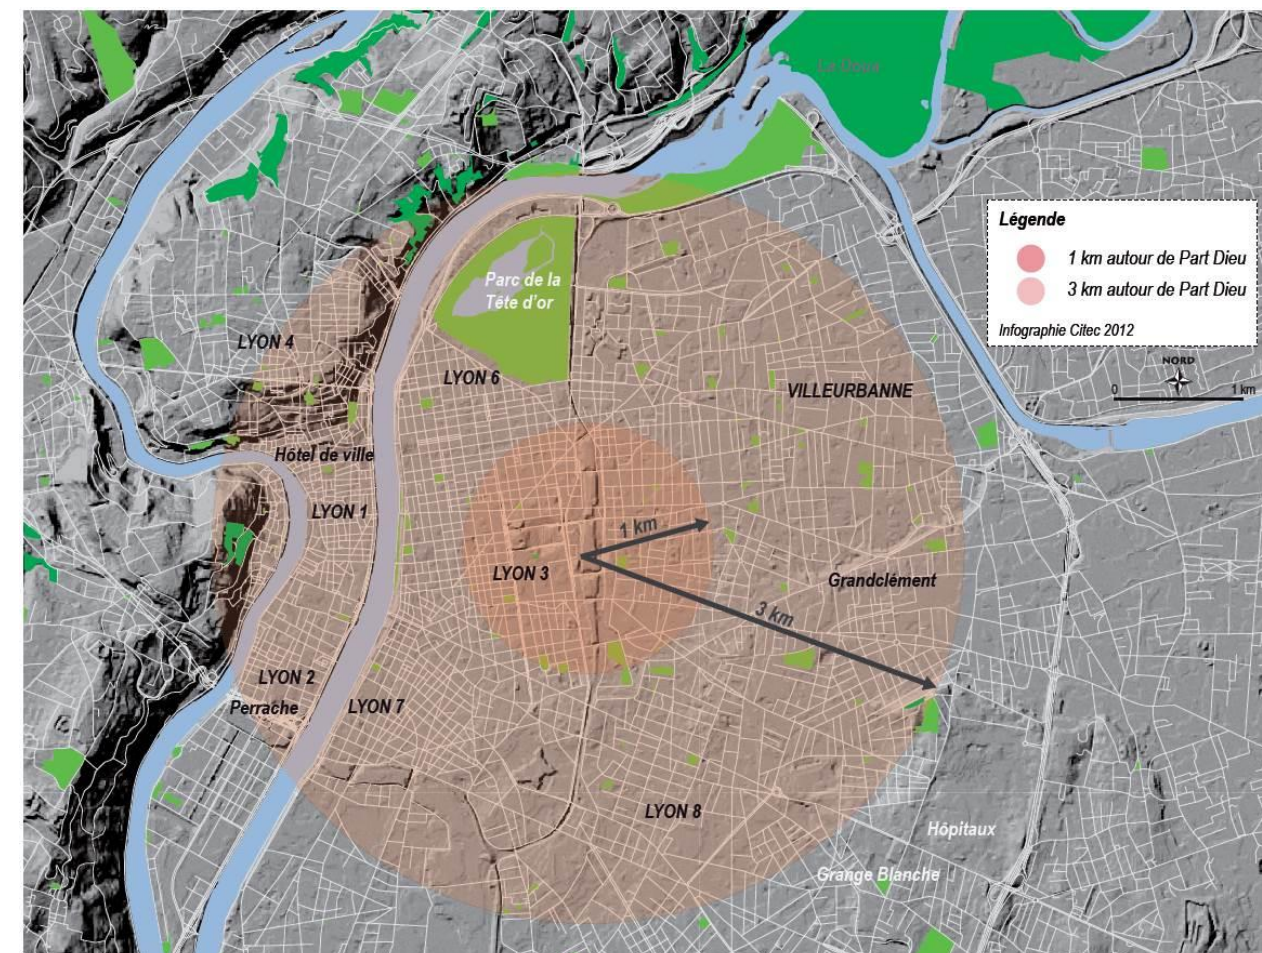 La Doua
Légende
1 km autour de Part Dieu
3 km autour de Part Dieu
Infographie Citec 2012
NORD
0 1 km
Parc de la
Tête d'or
LYON 4
LYON 6
VILLEURBANNE
Hôtel de ville
LYON 1
1 km
LYON 3
Grandclément
3 km
LYON 2
Perrache
LYON 7
LYON 8
Hôpitaux
Grange Blanche